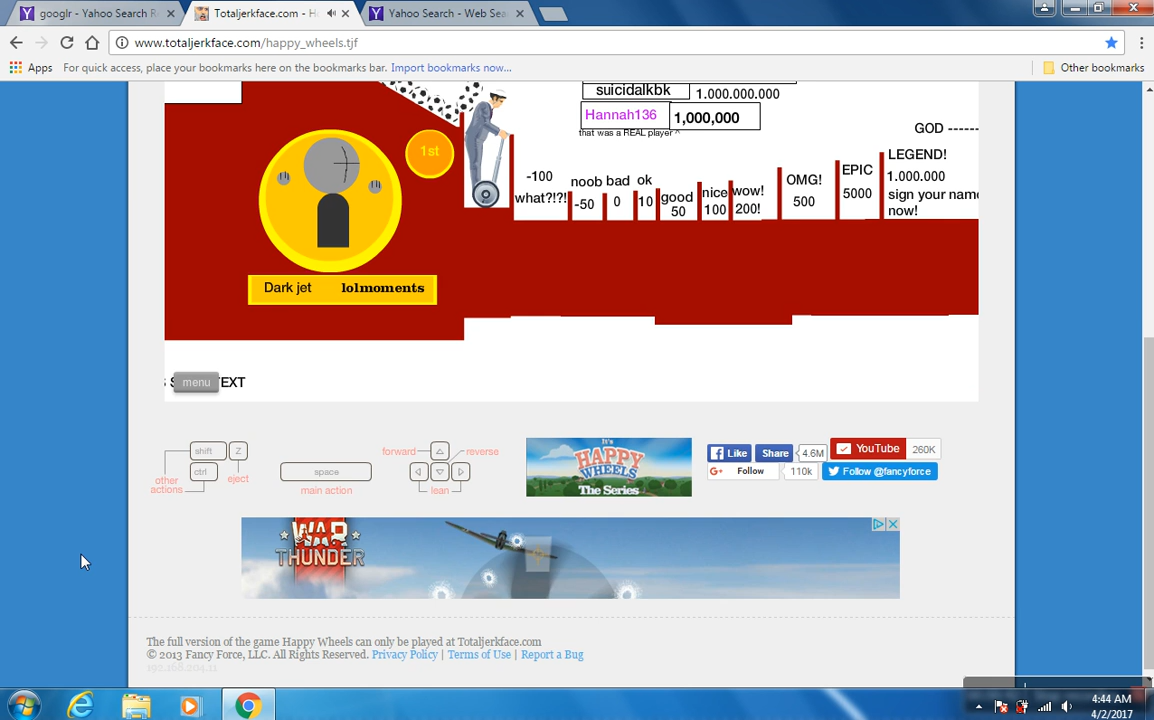 googlr - Yahoo Search R
Totaljerkface.com - H
Yahoo Search - Web Sea
www.totaljerkface.com/happy_wheels.tjf
Apps
For quick access, place your bookmarks here on the bookmarks bar. Import bookmarks now...
Other bookmarks
suicidalkbk
1.000.000.000
Hannah136
1,000,000
that was a REAL player ^
GOD ------
1st
-100
what?!?!
noob
-50
bad
0
ok
10
good
50
nice
100
wow!
200!
OMG!
500
EPIC
5000
LEGEND!
1.000.000
sign your name
now!
Dark jet
lolmoments
menu
TEXT
shift
Z
ctrl
other
actions
eject
space
main action
forward
reverse
lean
It's
HAPPY
WHEELS
The Series
Like
Share
4.6M
YouTube
260K
G+ Follow
110k
Follow @fancyforce
WAR
THUNDER
The full version of the game Happy Wheels can only be played at Totaljerkface.com
© 2013 Fancy Force, LLC. All Rights Reserved. Privacy Policy | Terms of Use | Report a Bug
192.168.204.11
4:44 AM
4/2/2017